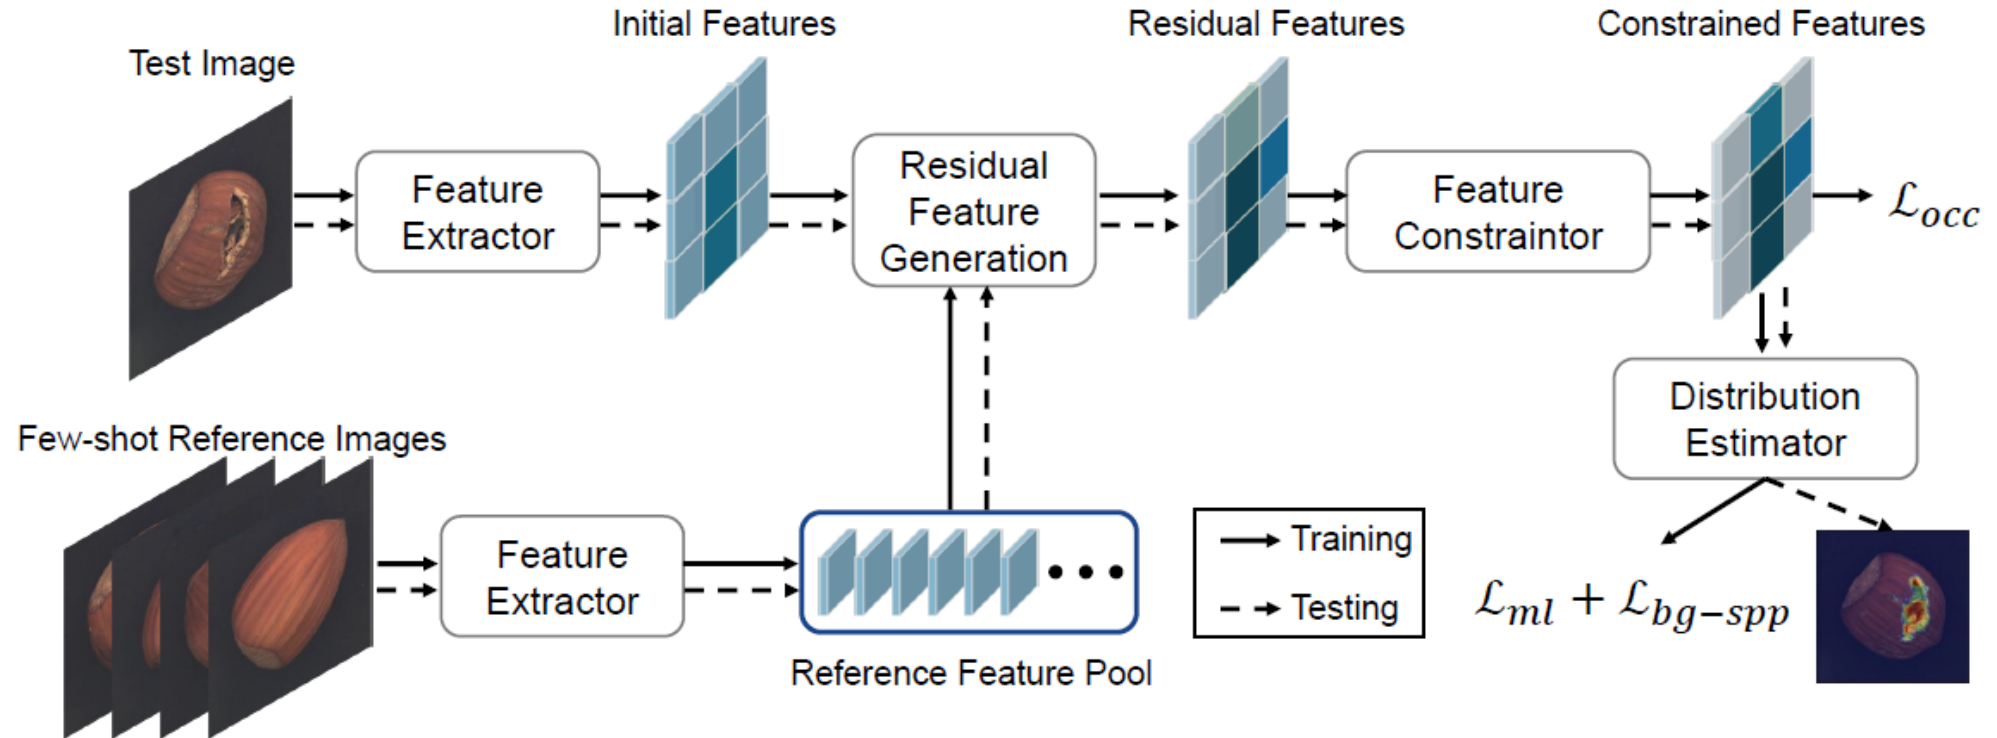 Initial Features
Residual Features
Constrained Features
Test Image
Feature
Extractor
Residual
Feature
Generation
Feature
Constraintor
ℒocc
Distribution
Estimator
Few-shot Reference Images
Feature
Extractor
Reference Feature Pool
Training
Testing
ℒml + ℒbg−spp